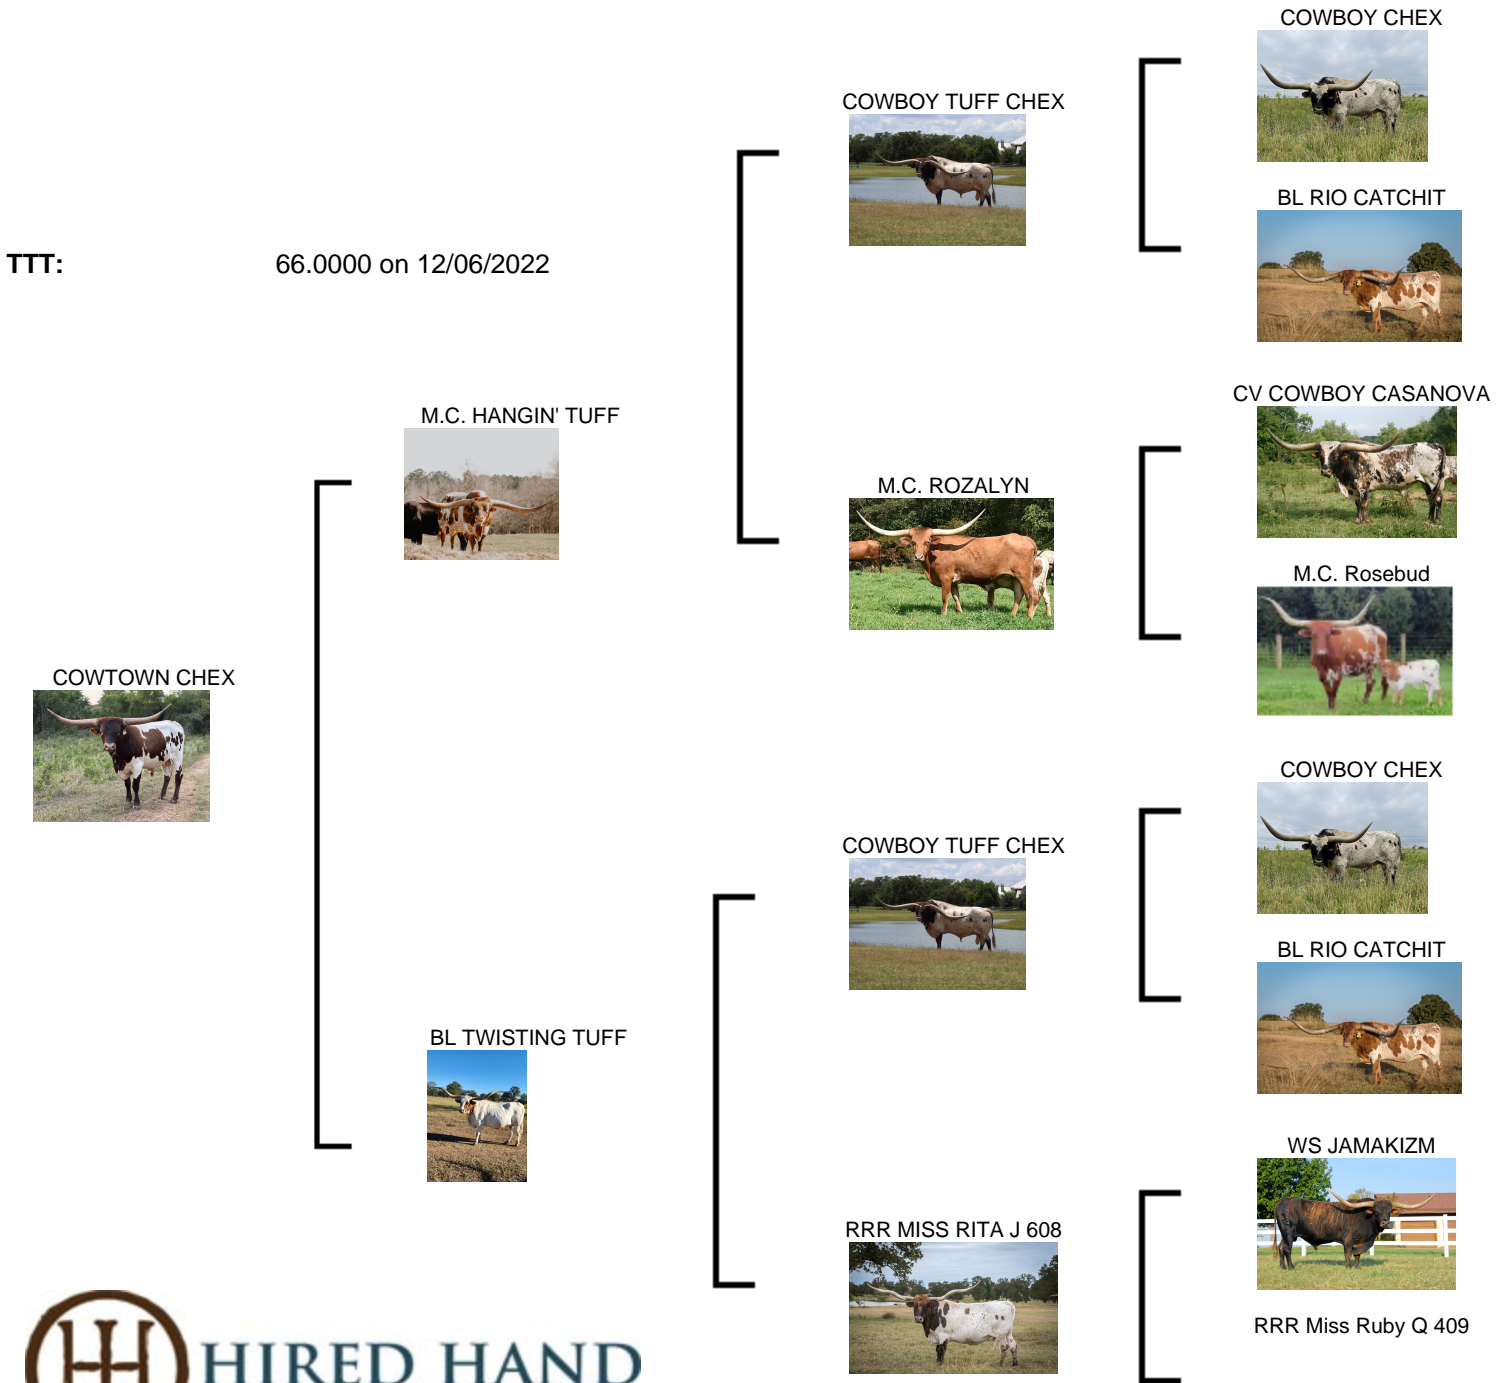 COWBOY CHEX
COWBOY TUFF CHEX
BL RIO CATCHIT
TTT: 66.0000 on 12/06/2022
CV COWBOY CASANOVA
M.C. HANGIN' TUFF
M.C. ROZALYN
M.C. Rosebud
COWTOWN CHEX
COWBOY CHEX
COWBOY TUFF CHEX
BL RIO CATCHIT
BL TWISTING TUFF
WS JAMAKIZM
RRR MISS RITA J 608
RRR Miss Ruby Q 409
HIRED HAND